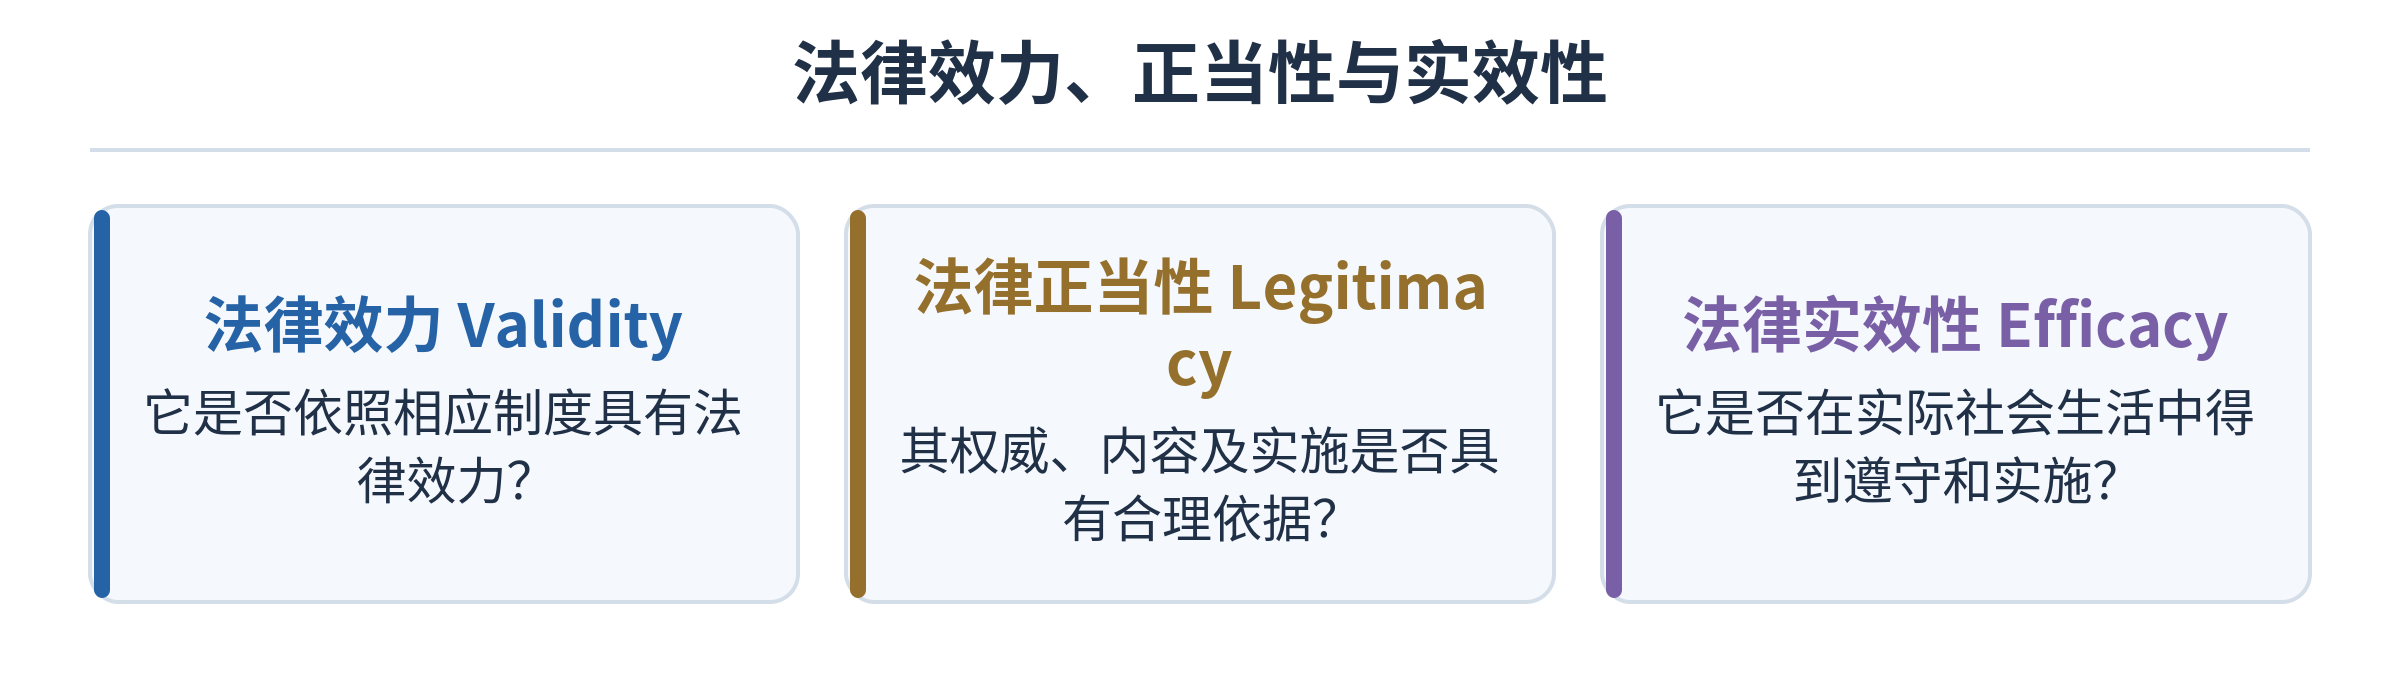 法律效力、正当性与实效性
法律效力 Validity
它是否依照相应制度具有法
律效力？
法律正当性 Legitima
cy
其权威、内容及实施是否具
有合理依据？
法律实效性 Efficacy
它是否在实际社会生活中得
到遵守和实施？